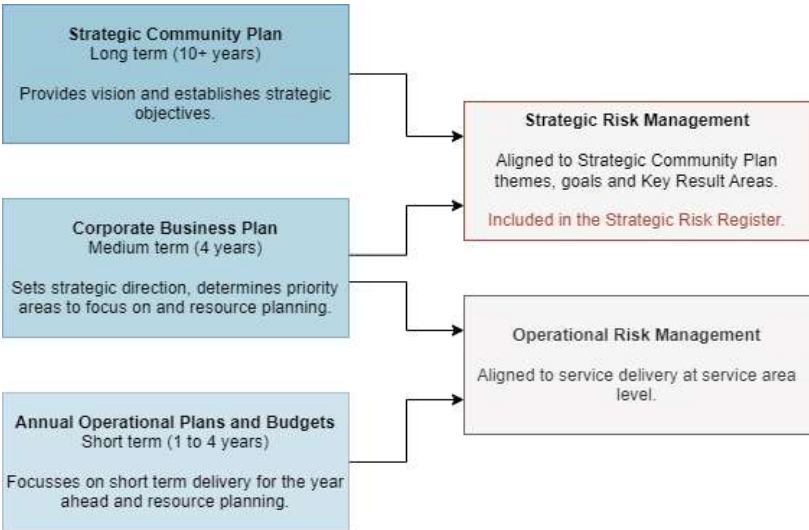 Strategic Community Plan
Long term (10+ years)
Provides vision and establishes strategic
objectives.
Corporate Business Plan
Medium term (4 years)
Sets strategic direction, determines priority
areas to focus on and resource planning.
Annual Operational Plans and Budgets
Short term (1 to 4 years)
Focusses on short term delivery for the year
ahead and resource planning.
Strategic Risk Management
Aligned to Strategic Community Plan
themes, goals and Key Result Areas.
Included in the Strategic Risk Register.
Operational Risk Management
Aligned to service delivery at service area
level.